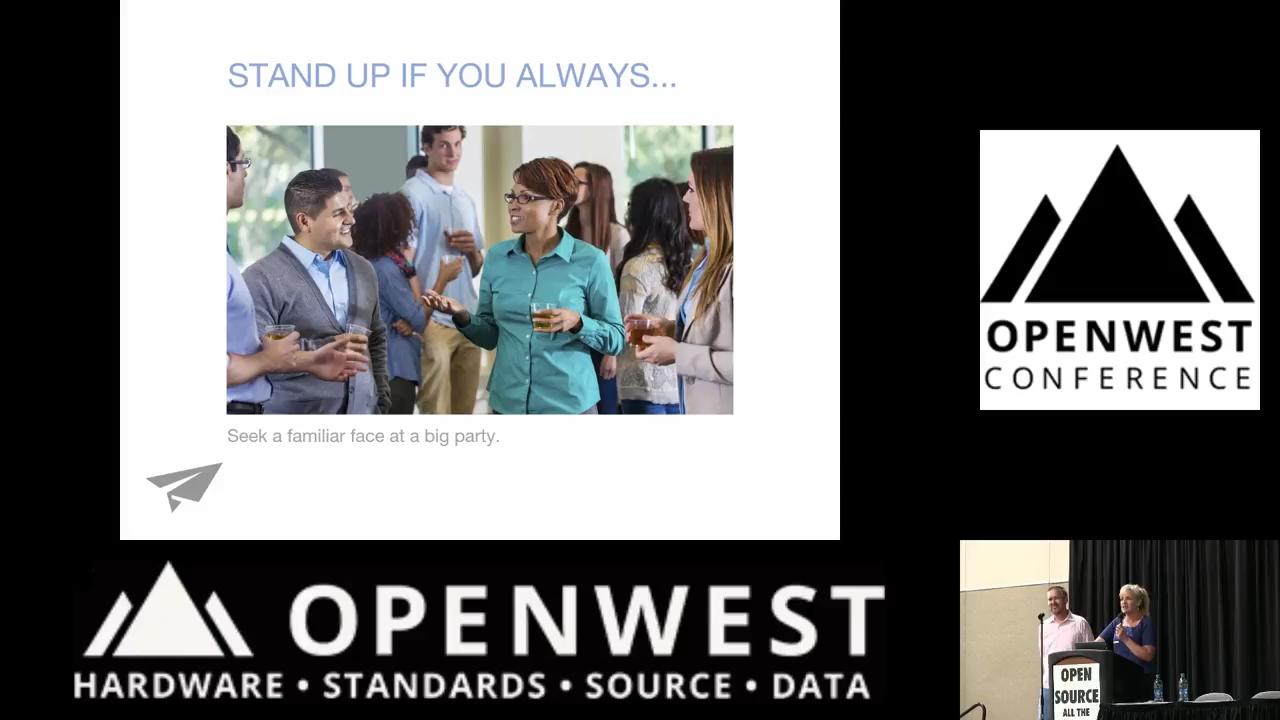 STAND UP IF YOU ALWAYS...
Seek a familiar face at a big party.
OPENWEST
CONFERENCE
OPENWEST
HARDWARE • STANDARDS • SOURCE • DATA
OPEN
SOURCE
ALL THE